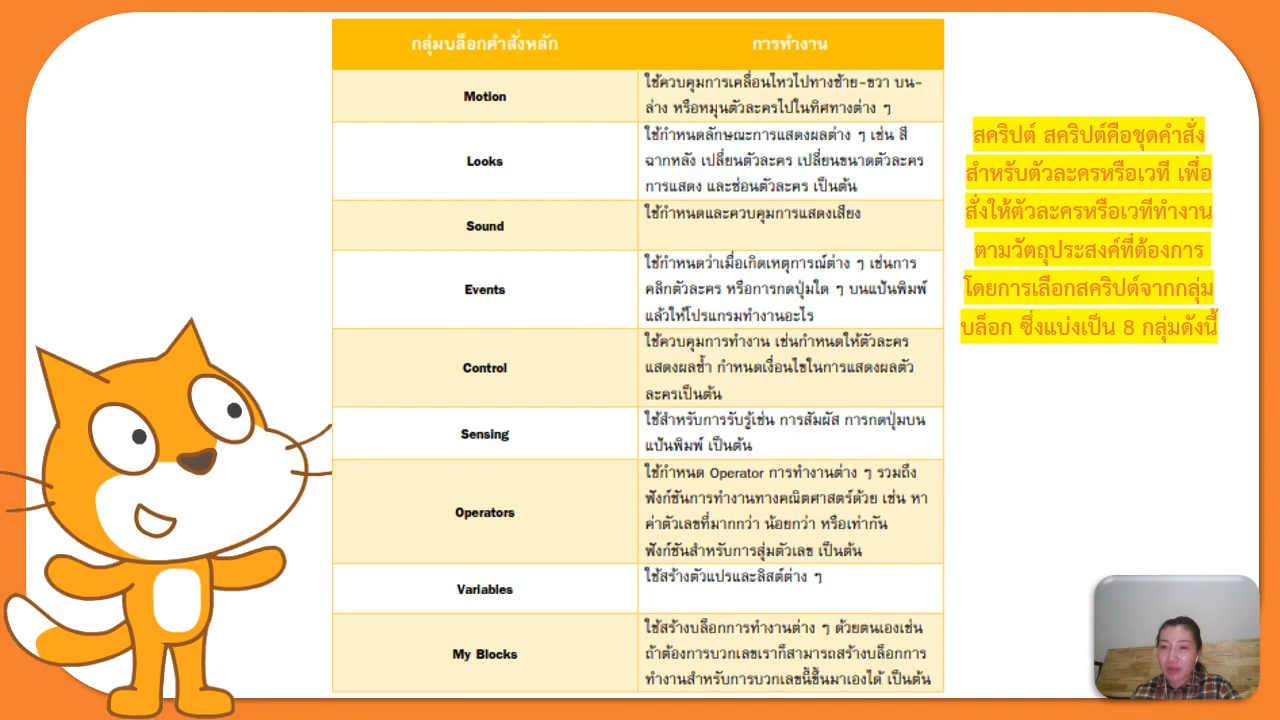 กลุ่มบล็อกคำสั่งหลัก
การทำงาน
Motion
ใช้ควบคุมการเคลื่อนไหวไปทางซ้าย-ขวา บน-
ล่าง หรือหมุนตัวละครไปในทิศทางต่าง ๆ
Looks
ใช้กำหนดลักษณะการแสดงผลต่าง ๆ เช่น สี
ฉากหลัง เปลี่ยนตัวละคร เปลี่ยนขนาดตัวละคร
การแสดง และซ่อนตัวละคร เป็นต้น
Sound
ใช้กำหนดและควบคุมการแสดงเสียง
Events
ใช้กำหนดว่าเมื่อเกิดเหตุการณ์ต่าง ๆ เช่นการ
คลิกตัวละคร หรือการกดปุ่มใด ๆ บนแป้นพิมพ์
แล้วให้โปรแกรมทำงานอะไร
Control
ใช้ควบคุมการทำงาน เช่นกำหนดให้ตัวละคร
แสดงผลซ้ำ กำหนดเงื่อนไขในการแสดงผลตัว
ละครเป็นต้น
Sensing
ใช้สำหรับการรับรู้เช่น การสัมผัส การกดปุ่มบน
แป้นพิมพ์ เป็นต้น
Operators
ใช้กำหนด Operator การทำงานต่าง ๆ รวมถึง
ฟังก์ชันการทำงานทางคณิตศาสตร์ด้วย เช่น หา
ค่าตัวเลขที่มากกว่า น้อยกว่า หรือเท่ากัน
ฟังก์ชันสำหรับการสุ่มตัวเลข เป็นต้น
Variables
ใช้สร้างตัวแปรและลิสต์ต่าง ๆ
My Blocks
ใช้สร้างบล็อกการทำงานต่าง ๆ ด้วยตนเองเช่น
ถ้าต้องการบวกเลขเราก็สามารถสร้างบล็อกการ
ทำงานสำหรับการบวกเลขนี้ขึ้นมาเองได้ เป็นต้น
สคริปต์ สคริปต์คือชุดคำสั่ง
สำหรับตัวละครหรือเวที เพื่อ
สั่งให้ตัวละครหรือเวทีทำงาน
ตามวัตถุประสงค์ที่ต้องการ
โดยการเลือกสคริปต์จากกลุ่ม
บล็อก ซึ่งแบ่งเป็น 8 กลุ่มดังนี้